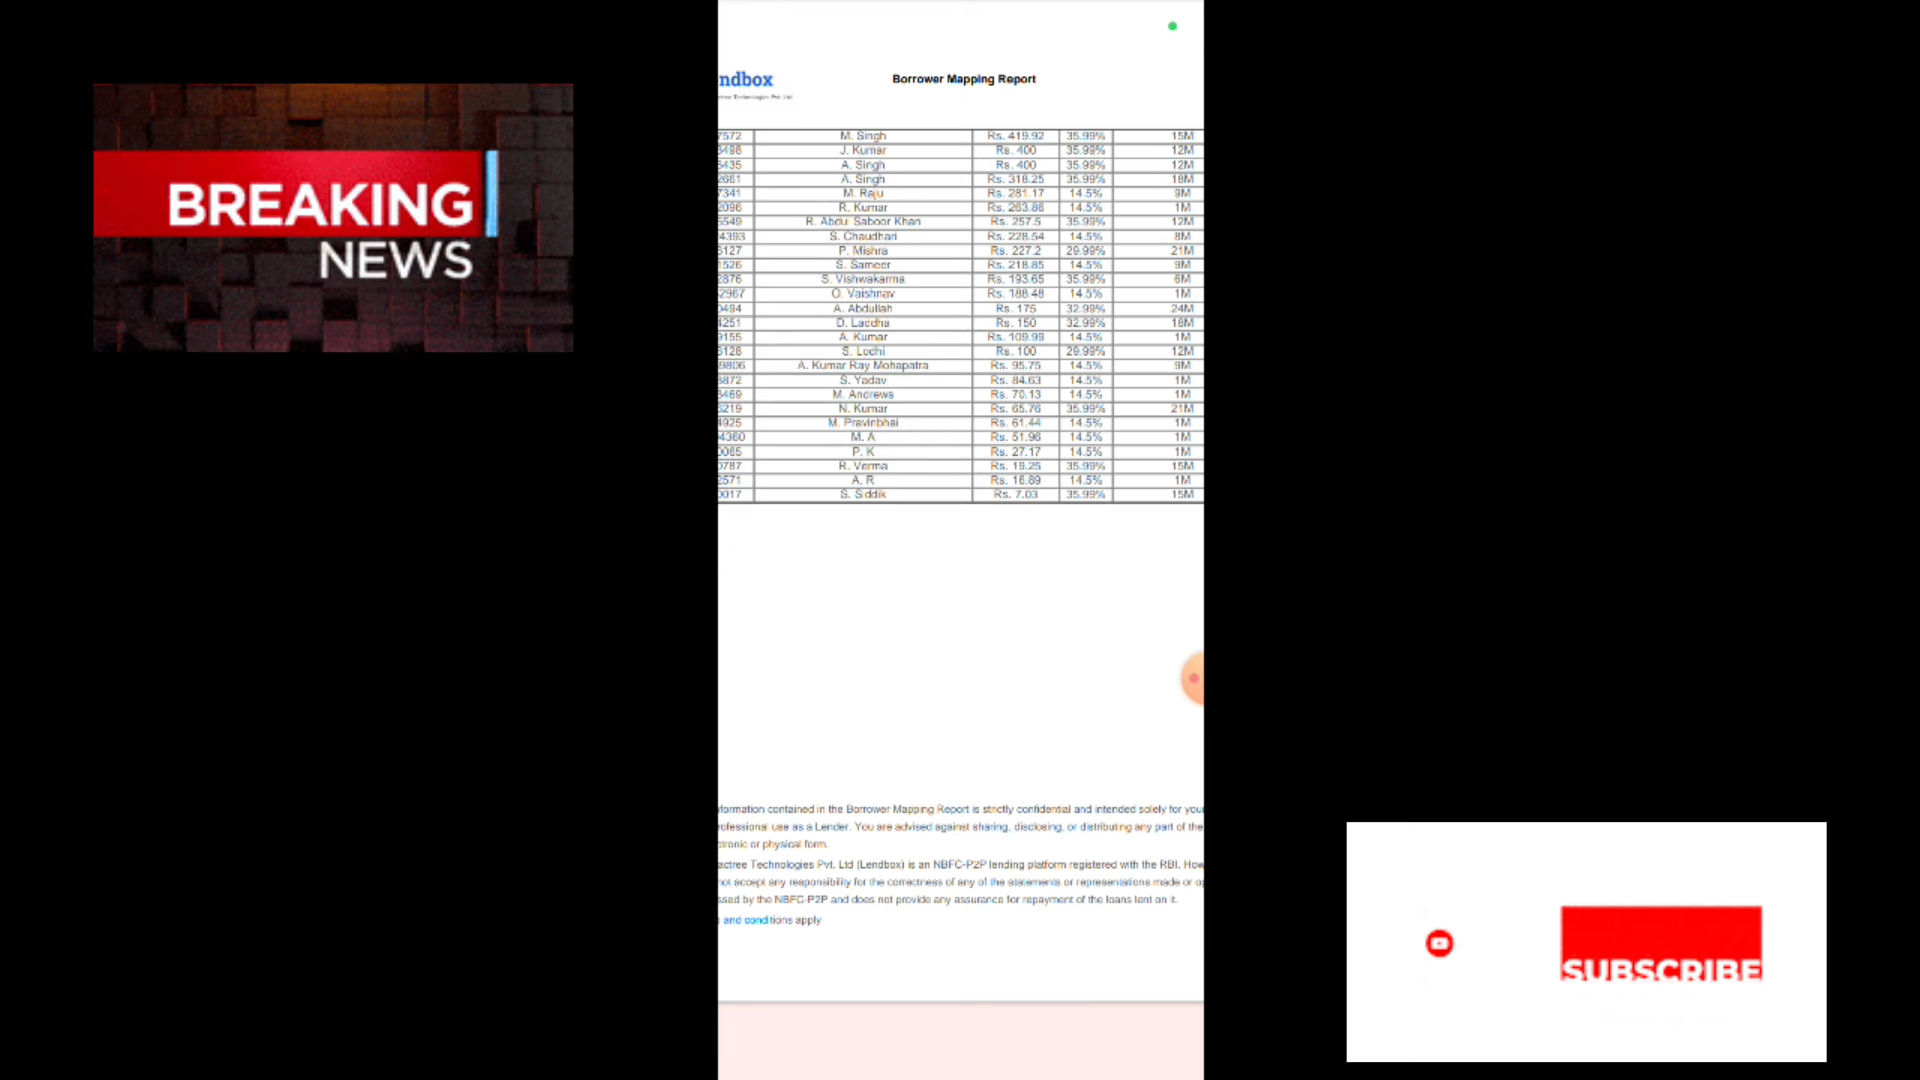 BREAKING
NEWS
ndbox
Borrower Mapping Report
ctree Technologies Pvt. Ltd
7572 M. Singh Rs. 419.92 35.99% 15M
8498 J. Kumar Rs. 400 35.99% 12M
5435 A. Singh Rs. 400 35.99% 12M
2661 A. Singh Rs. 318.25 35.99% 18M
7341 M. Raju Rs. 281.17 14.5% 9M
2096 R. Kumar Rs. 263.86 14.5% 1M
5549 R. Abdul Saboor Khan Rs. 257.5 35.99% 12M
4393 S. Chaudhari Rs. 228.54 14.5% 8M
6127 P. Mishra Rs. 227.2 29.99% 21M
1526 S. Sameer Rs. 218.85 14.5% 9M
2876 S. Vishwakarma Rs. 193.65 35.99% 6M
2967 O. Vaishnav Rs. 188.48 14.5% 1M
0494 A. Abdullah Rs. 175 32.99% 24M
4251 D. Laddha Rs. 150 32.99% 18M
9155 A. Kumar Rs. 109.99 14.5% 1M
6128 S. Lodhi Rs. 100 29.99% 12M
9806 A. Kumar Ray Mohapatra Rs. 95.75 14.5% 9M
8872 S. Yadav Rs. 84.63 14.5% 1M
6469 M. Andrews Rs. 70.13 14.5% 1M
6219 N. Kumar Rs. 65.76 35.99% 21M
4925 M. Pravinbhai Rs. 61.44 14.5% 1M
4360 M. A Rs. 51.96 14.5% 1M
0065 P. K Rs. 27.17 14.5% 1M
0787 R. Verma Rs. 19.25 35.99% 15M
2571 A. R Rs. 16.89 14.5% 1M
0017 S. Siddik Rs. 7.03 35.99% 15M
formation contained in the Borrower Mapping Report is strictly confidential and intended solely for your
rofessional use as a Lender. You are advised against sharing, disclosing, or distributing any part of the
ctronic or physical form.
actree Technologies Pvt. Ltd (Lendbox) is an NBFC-P2P lending platform registered with the RBI. How
not accept any responsibility for the correctness of any of the statements or representations made or op
ssed by the NBFC-P2P and does not provide any assurance for repayment of the loans lent on it.
and conditions apply
SUBSCRIBE